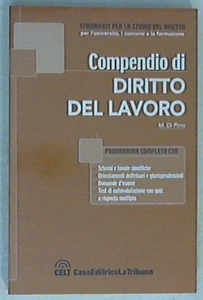 STRUMENTI PER LO STUDIO DEL DIRITTO
per l'università, i concorsi e la formazione
Compendio di
DIRITTO
DEL LAVORO
M. Di Pirro
PROGRAMMA COMPLETO CON
Schemi e tavole sinottiche
Orientamenti dottrinari e giurisprudenziali
Domande d'esame
Test di autovalutazione con quiz
a risposta multipla
CELT CasaEditriceLaTribuna